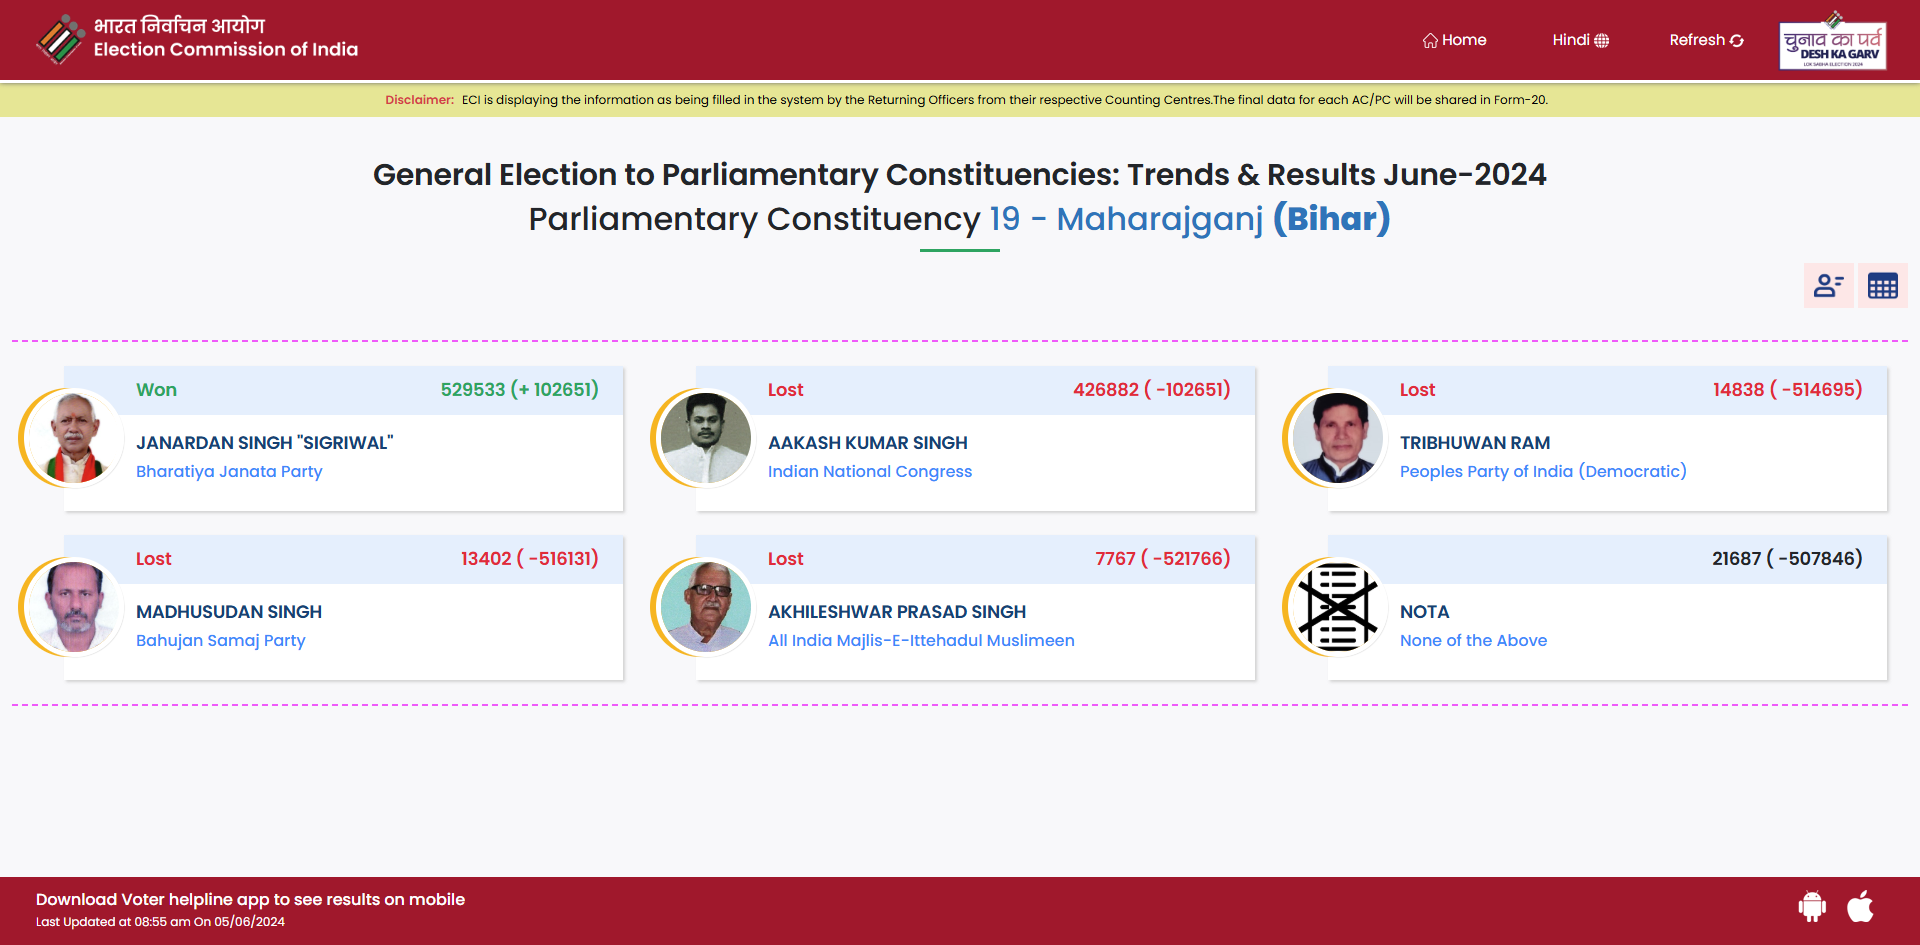 भारत निर्वाचन आयोग
Election Commission of India
Home
Hindi
Refresh
चुनाव का पर्व
DESH KA GARV
LOK SABHA ELECTION 2024
Disclaimer: ECI is displaying the information as being filled in the system by the Returning Officers from their respective Counting Centres.The final data for each AC/PC will be shared in Form-20.
General Election to Parliamentary Constituencies: Trends & Results June-2024
Parliamentary Constituency 19 - Maharajganj (Bihar)
Won 529533 (+ 102651)
JANARDAN SINGH "SIGRIWAL"
Bharatiya Janata Party
Lost 426882 ( -102651)
AAKASH KUMAR SINGH
Indian National Congress
Lost 14838 ( -514695)
TRIBHUWAN RAM
Peoples Party of India (Democratic)
Lost 13402 ( -516131)
MADHUSUDAN SINGH
Bahujan Samaj Party
Lost 7767 ( -521766)
AKHILESHWAR PRASAD SINGH
All India Majlis-E-Ittehadul Muslimeen
21687 ( -507846)
NOTA
None of the Above
Download Voter helpline app to see results on mobile
Last Updated at 08:55 am On 05/06/2024